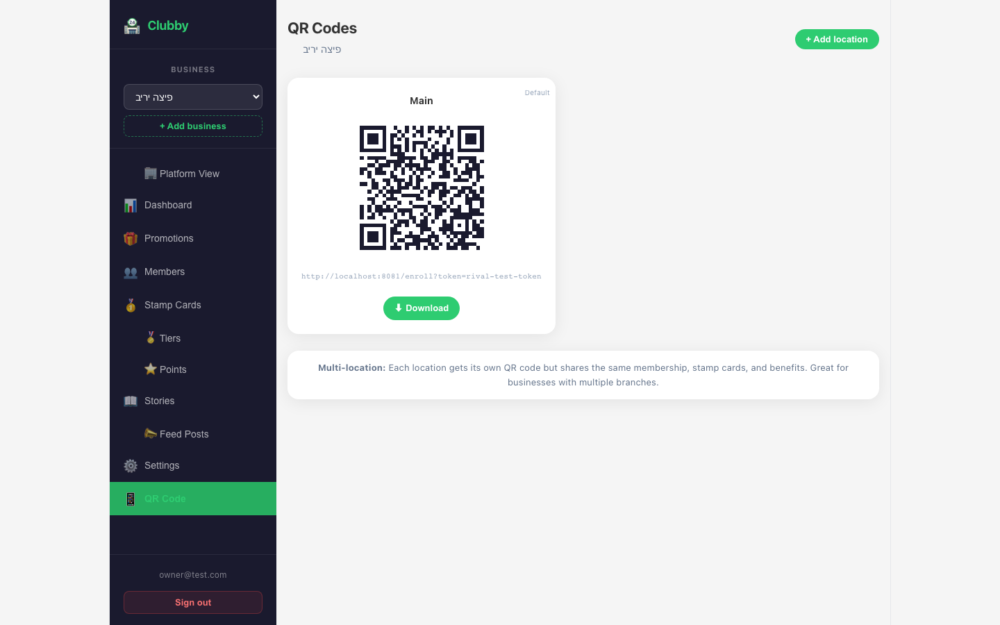 Clubby
BUSINESS
פיצה יריב
+ Add business
Platform View
Dashboard
Promotions
Members
Stamp Cards
Tiers
Points
Stories
Feed Posts
Settings
QR Code
owner@test.com
Sign out
QR Codes
פיצה יריב
+ Add location
Default
Main
http://localhost:8081/enroll?token=rival-test-token
⬇ Download
Multi-location: Each location gets its own QR code but shares the same membership, stamp cards, and benefits. Great for
businesses with multiple branches.